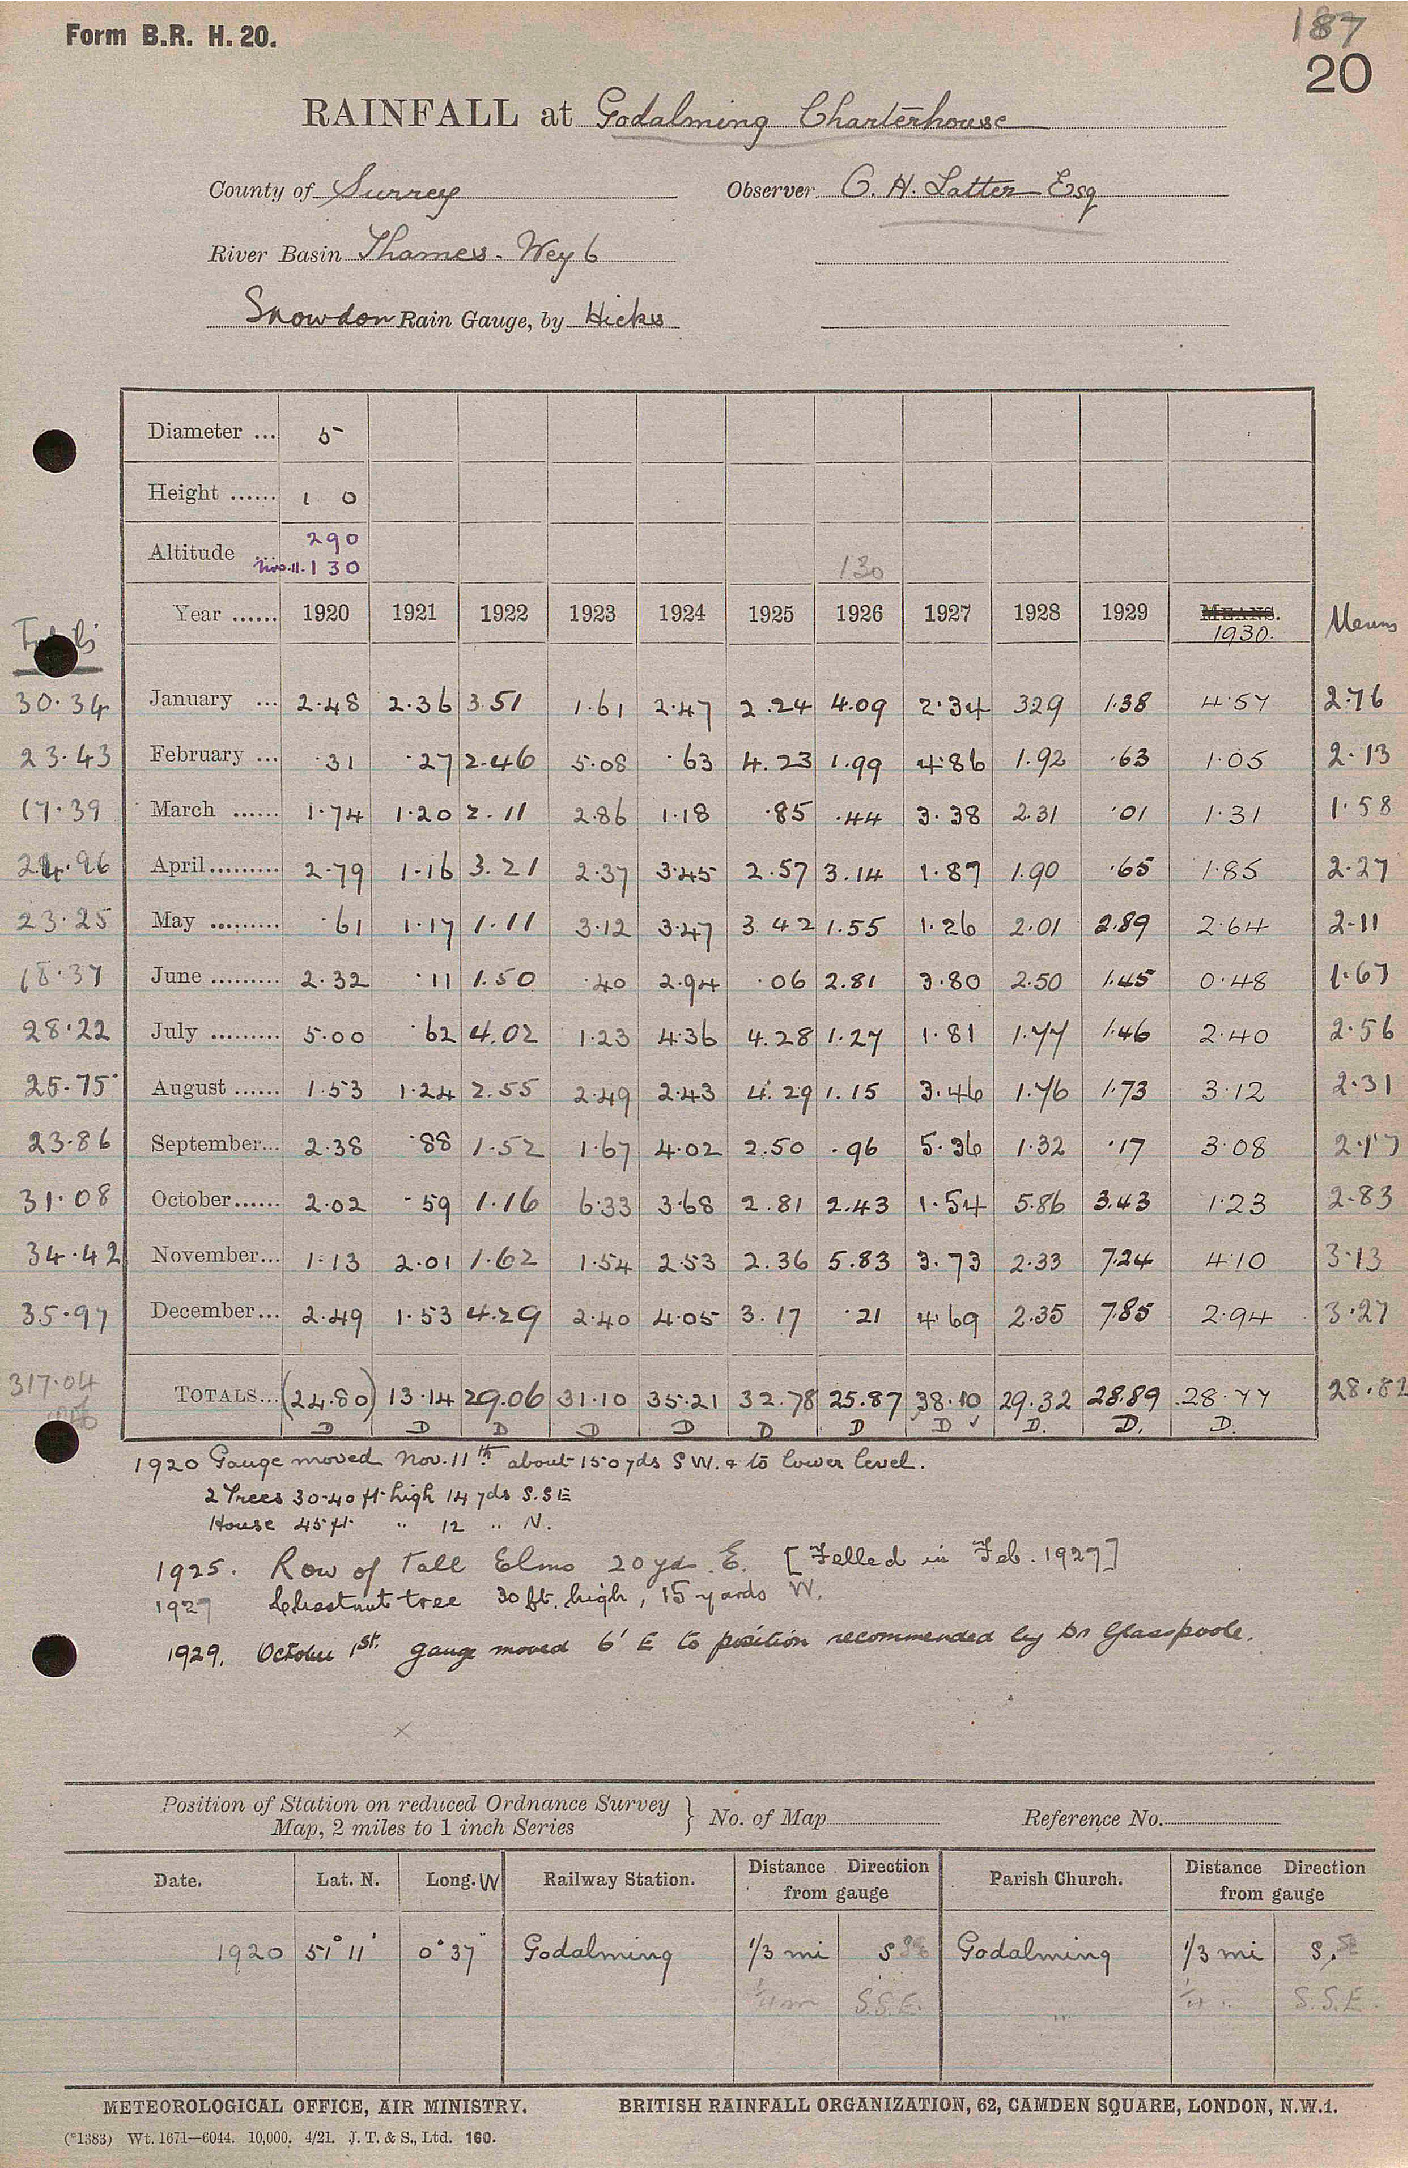 Form B.R. H. 20.
187
20
RAINFALL at Godalming Charterhouse
County of Surrey Observer O. H. Latter Esq
River Basin Thames - Wey 6
Snowdon Rain Gauge, by Hicks
Diameter ... 5
Height ...... 1 0
Altitude ... 290
Nov. 11. 130 130
Totals Year ...... 1920 1921 1922 1923 1924 1925 1926 1927 1928 1929 MEANS. 1930. Means
30.34 January ... 2.48 2.36 3.51 1.61 2.47 2.24 4.09 2.34 329 1.38 4.57 2.76
23.43 February ... .31 .27 2.46 5.08 .63 4.23 1.99 4.86 1.92 .63 1.05 2.13
17.39 March ...... 1.74 1.20 2.11 2.86 1.18 .85 .44 3.38 2.31 .01 1.31 1.58
24.96 April ......... 2.79 1.16 3.21 2.37 3.45 2.57 3.14 1.87 1.90 .65 1.85 2.27
23.25 May ......... .61 1.17 1.11 3.12 3.47 3.42 1.55 1.26 2.01 2.89 2.64 2.11
18.37 June ......... 2.32 .11 1.50 .40 2.94 .06 2.81 3.80 2.50 1.45 0.48 1.67
28.22 July ......... 5.00 .62 4.02 1.23 4.36 4.28 1.27 1.81 1.77 1.46 2.40 2.56
25.75 August ...... 1.53 1.24 2.55 2.49 2.43 4.29 1.15 3.46 1.76 1.73 3.12 2.31
23.86 September... 2.38 .88 1.52 1.67 4.02 2.50 .96 5.36 1.32 .17 3.08 2.17
31.08 October...... 2.02 .59 1.16 6.33 3.68 2.81 2.43 1.54 5.86 3.43 1.23 2.83
34.42 November... 1.13 2.01 1.62 1.54 2.53 2.36 5.83 3.73 2.33 7.24 4.10 3.13
35.97 December... 2.49 1.53 4.29 2.40 4.05 3.17 .21 4.69 2.35 7.85 2.94 3.27
317.04 TOTALS... (24.80) 13.14 29.06 31.10 35.21 32.78 25.87 38.10 29.32 28.89 28.77 28.82
D D D D D D D D ✓ D. D. D.
1920 Gauge moved Nov. 11th about 150 yds SW. & to lower level.
2 Trees 30-40 ft high 14 yds S.SE
House 45 ft " 12 " N.
1925. Row of Tall Elms 20 yd. E. [Felled in Feb. 1927]
1927 Chestnut tree 30 ft. high, 15 yards W.
1929. October 1st. gauge moved 6' E to position recommended by Dr Glasspoole.
Position of Station on reduced Ordnance Survey
Map, 2 miles to 1 inch Series } No. of Map Reference No.
Date. Lat. N. Long. W Railway Station. Distance Direction from gauge Parish Church. Distance Direction from gauge
1920 51° 11' 0° 37" Godalming 1/3 mi S Godalming 1/3 mi S.
S.S.E. " S.S.E.
METEOROLOGICAL OFFICE, AIR MINISTRY. BRITISH RAINFALL ORGANIZATION, 62, CAMDEN SQUARE, LONDON, N.W.1.
(*1383) Wt. 1671—6044. 10,000. 4/21. J. T. & S., Ltd. 160.